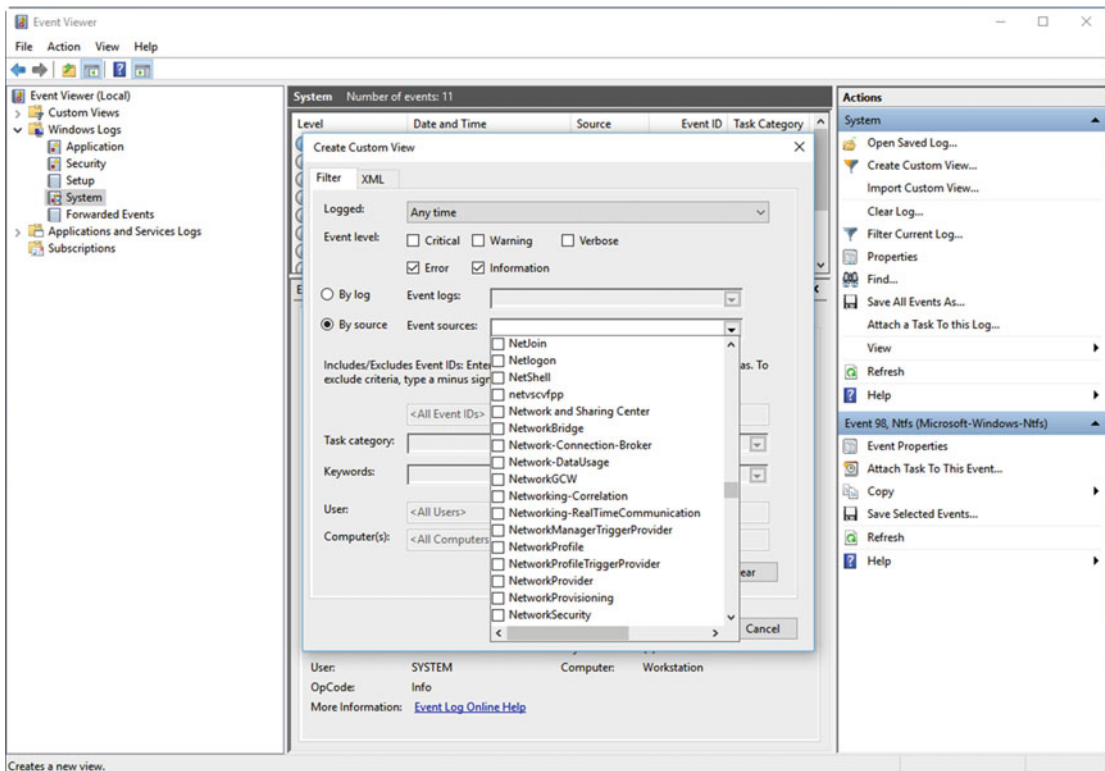 Event Viewer
File Action View Help
Event Viewer (Local)
Custom Views
Windows Logs
Application
Security
Setup
System
Forwarded Events
Applications and Services Logs
Subscriptions
System Number of events: 11
Level Date and Time Source Event ID Task Category
Create Custom View
Filter XML
Logged: Any time
Event level: Critical Warning Verbose
Error Information
By log Event logs:
By source Event sources:
NetJoin
Netlogon
NetShell
netvscvfpp
Network and Sharing Center
NetworkBridge
Network-Connection-Broker
Network-DataUsage
NetworkGCW
Networking-Correlation
Networking-RealTimeCommunication
NetworkManagerTriggerProvider
NetworkProfile
NetworkProfileTriggerProvider
NetworkProvider
NetworkProvisioning
NetworkSecurity
Includes/Excludes Event IDs: Enter as. To
exclude criteria, type a minus sign
<All Event IDs>
Task category:
Keywords:
User: <All Users>
Computer(s): <All Computers
ear
Cancel
User: SYSTEM Computer: Workstation
OpCode: Info
More Information: Event Log Online Help
Actions
System
Open Saved Log...
Create Custom View...
Import Custom View...
Clear Log...
Filter Current Log...
Properties
Find...
Save All Events As...
Attach a Task To this Log...
View
Refresh
Help
Event 98, Ntfs (Microsoft-Windows-Ntfs)
Event Properties
Attach Task To This Event...
Copy
Save Selected Events...
Refresh
Help
Creates a new view.